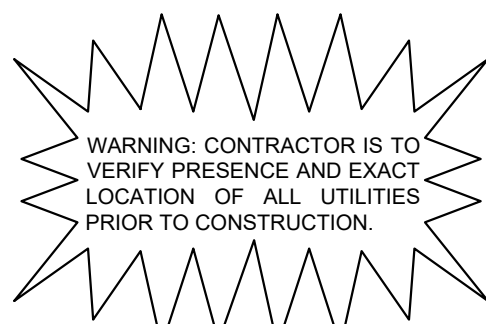 WARNING: CONTRACTOR IS TO
VERIFY PRESENCE AND EXACT
LOCATION OF ALL UTILITIES
PRIOR TO CONSTRUCTION.